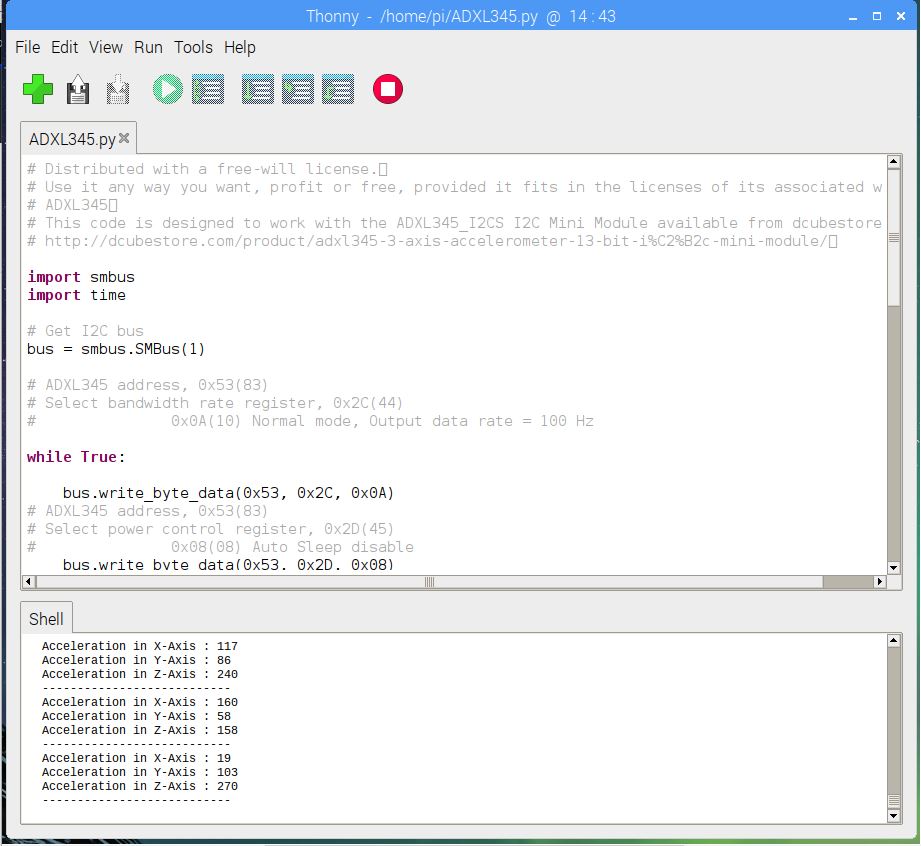 Thonny - /home/pi/ADXL345.py @ 14:43
File Edit View Run Tools Help
ADXL345.py
# Distributed with a free-will license.
# Use it any way you want, profit or free, provided it fits in the licenses of its associated w
# ADXL345
# This code is designed to work with the ADXL345_I2CS I2C Mini Module available from dcubestore
# http://dcubestore.com/product/adxl345-3-axis-accelerometer-13-bit-i%C2%B2c-mini-module/
import smbus
import time
# Get I2C bus
bus = smbus.SMBus(1)
# ADXL345 address, 0x53(83)
# Select bandwidth rate register, 0x2C(44)
# 0x0A(10) Normal mode, Output data rate = 100 Hz
while True:
bus.write_byte_data(0x53, 0x2C, 0x0A)
# ADXL345 address, 0x53(83)
# Select power control register, 0x2D(45)
# 0x08(08) Auto Sleep disable
bus.write_byte_data(0x53, 0x2D, 0x08)
Shell
Acceleration in X-Axis : 117
Acceleration in Y-Axis : 86
Acceleration in Z-Axis : 240
---------------------------
Acceleration in X-Axis : 160
Acceleration in Y-Axis : 58
Acceleration in Z-Axis : 158
---------------------------
Acceleration in X-Axis : 19
Acceleration in Y-Axis : 103
Acceleration in Z-Axis : 270
---------------------------